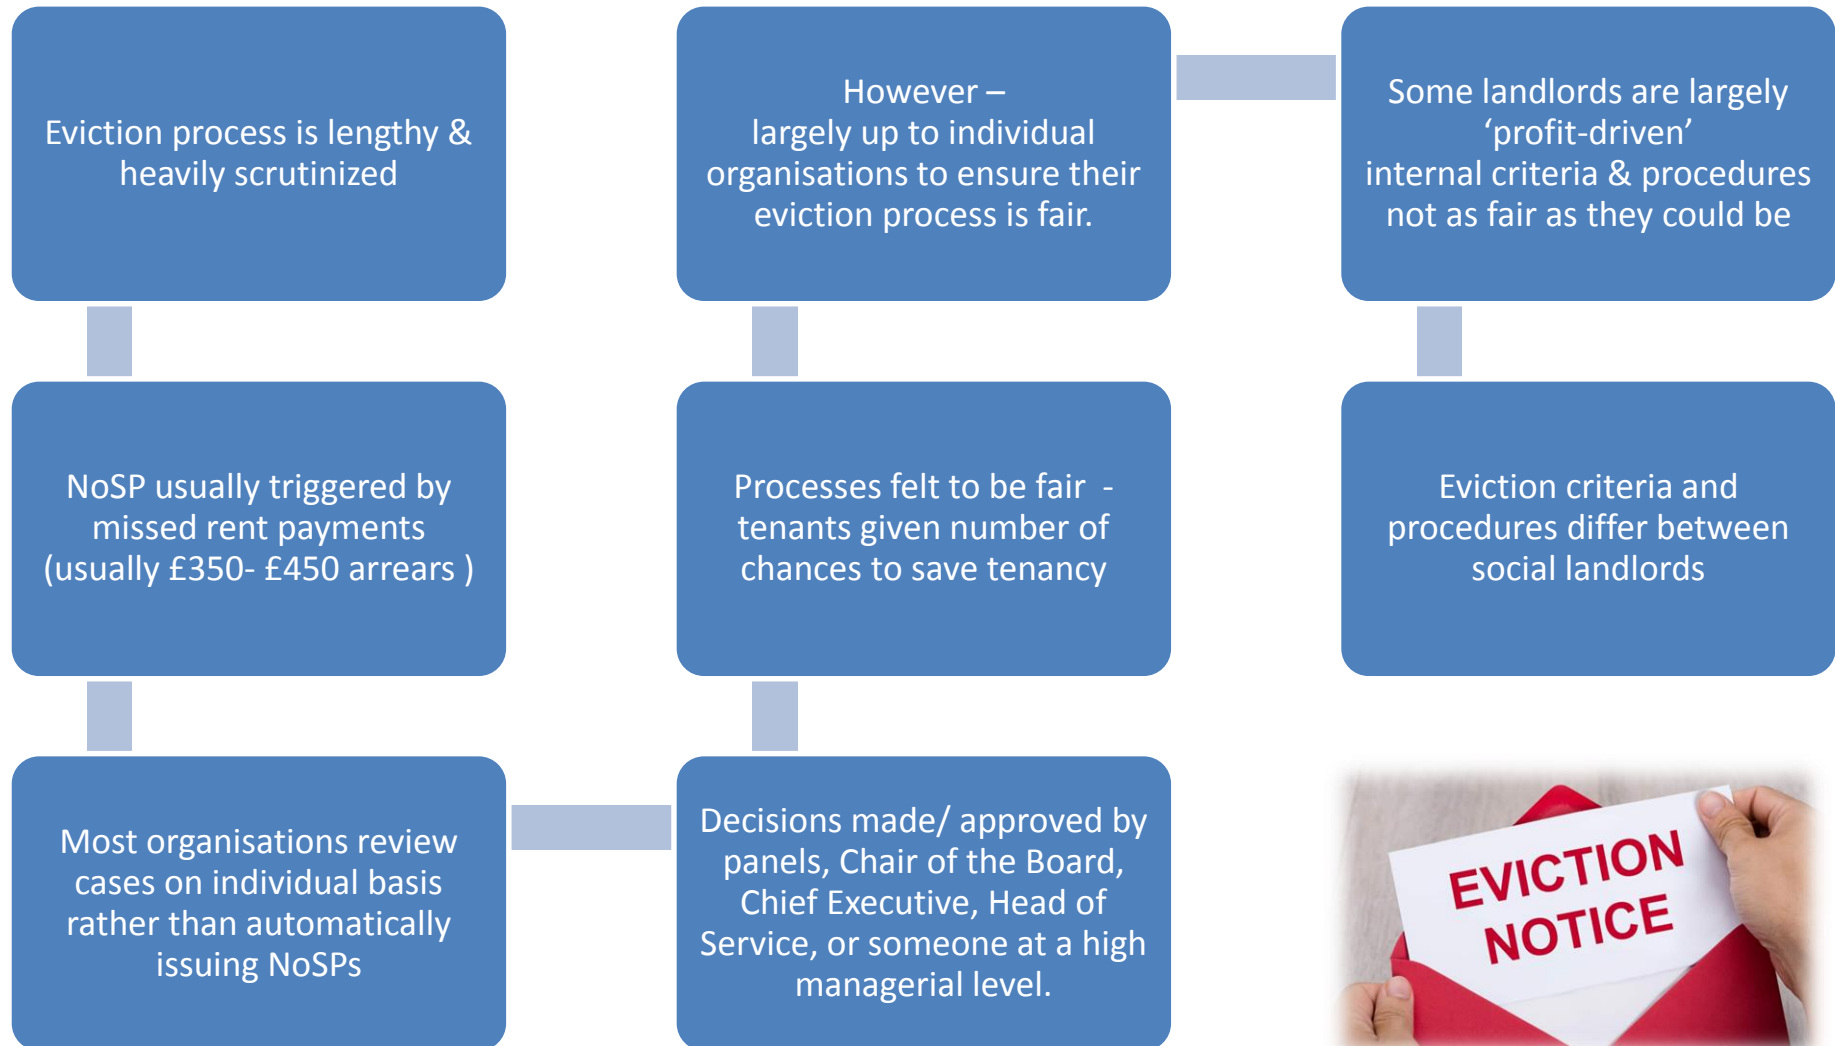 Eviction process is lengthy &
heavily scrutinized
NoSP usually triggered by
missed rent payments
(usually £350- £450 arrears )
Most organisations review
cases on individual basis
rather than automatically
issuing NoSPs
Decisions made/ approved by
panels, Chair of the Board,
Chief Executive, Head of
Service, or someone at a high
managerial level.
Processes felt to be fair  -
tenants given number of
chances to save tenancy
However –
largely up to individual
organisations to ensure their
eviction process is fair.
Some landlords are largely
‘profit-driven’
internal criteria & procedures
not as fair as they could be
Eviction criteria and
procedures differ between
social landlords
EVICTION
NOTICE